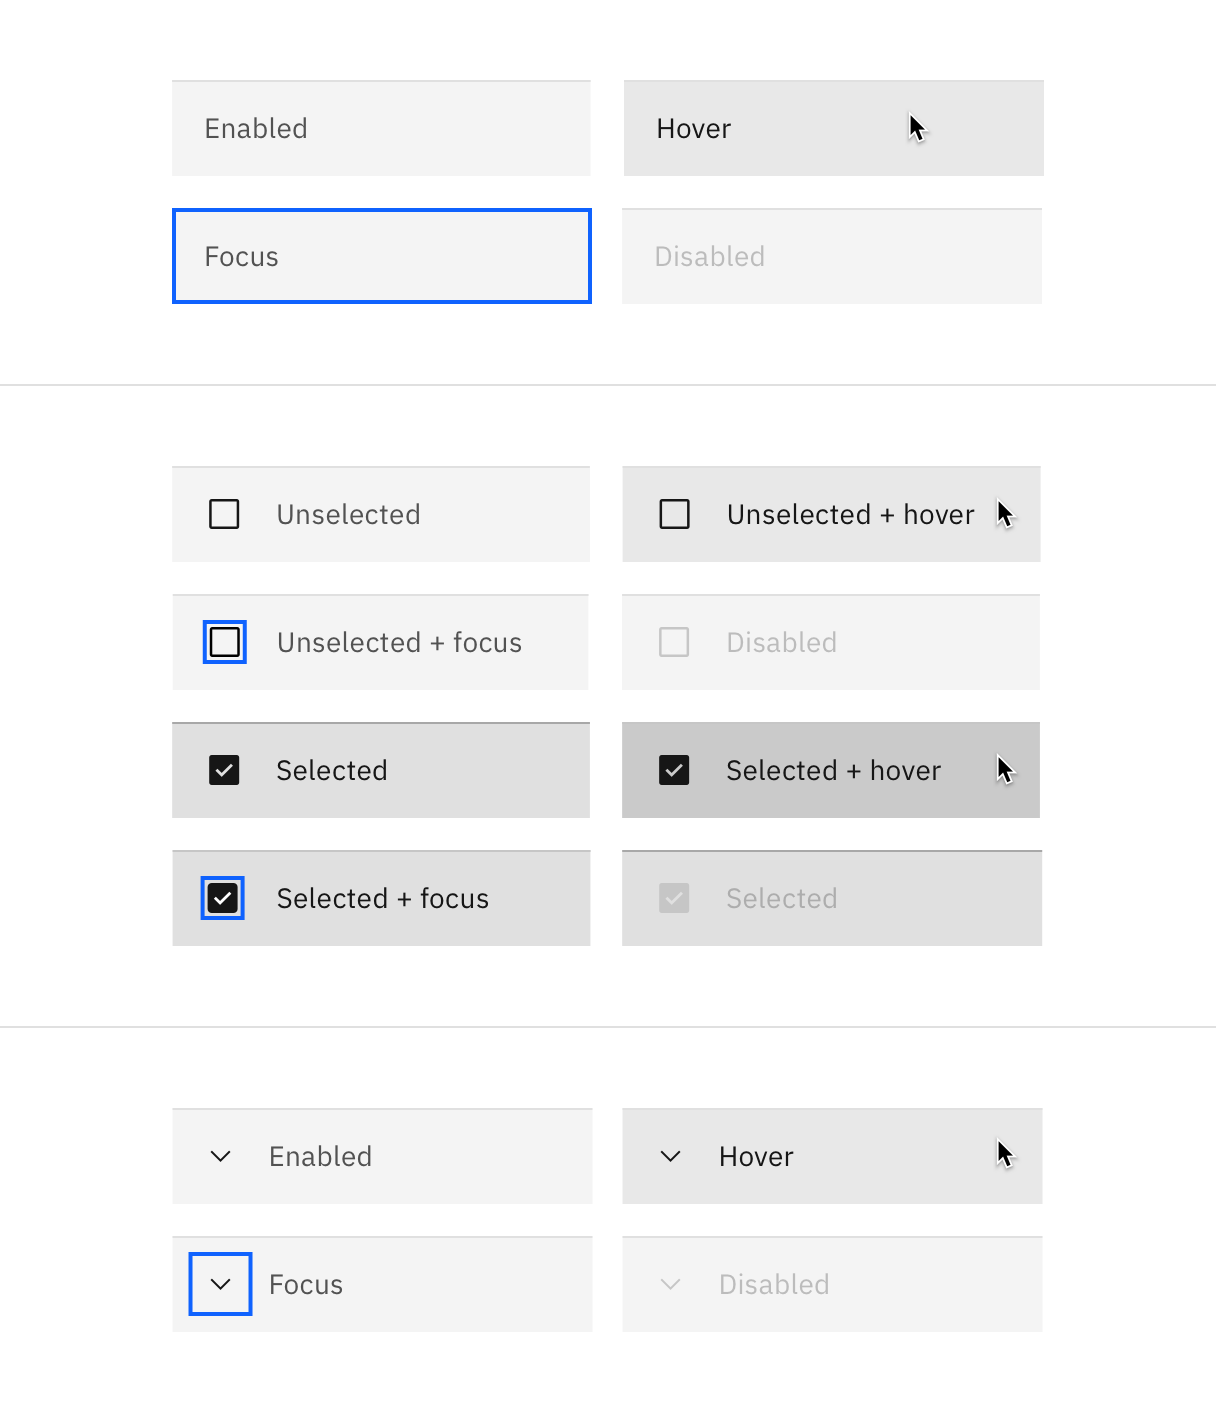 Enabled
Hover
Focus
Disabled
Unselected
Unselected + hover
Unselected + focus
Disabled
Selected
Selected + hover
Selected + focus
Selected
Enabled
Hover
Focus
Disabled